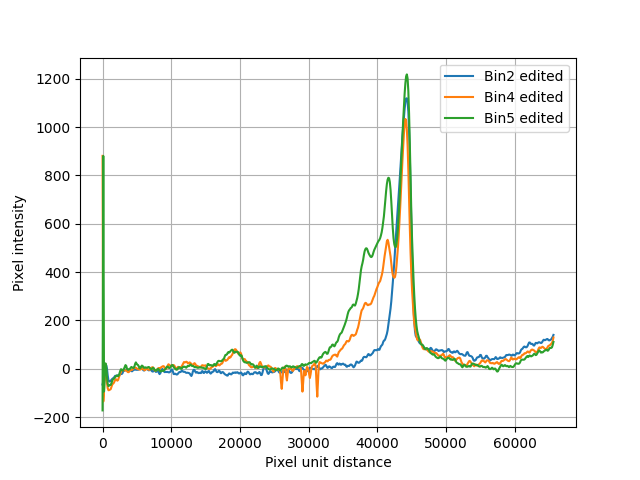 Bin2 edited
Bin4 edited
Bin5 edited
1200
1000
800
600
400
200
0
−200
Pixel intensity
0 10000 20000 30000 40000 50000 60000
Pixel unit distance